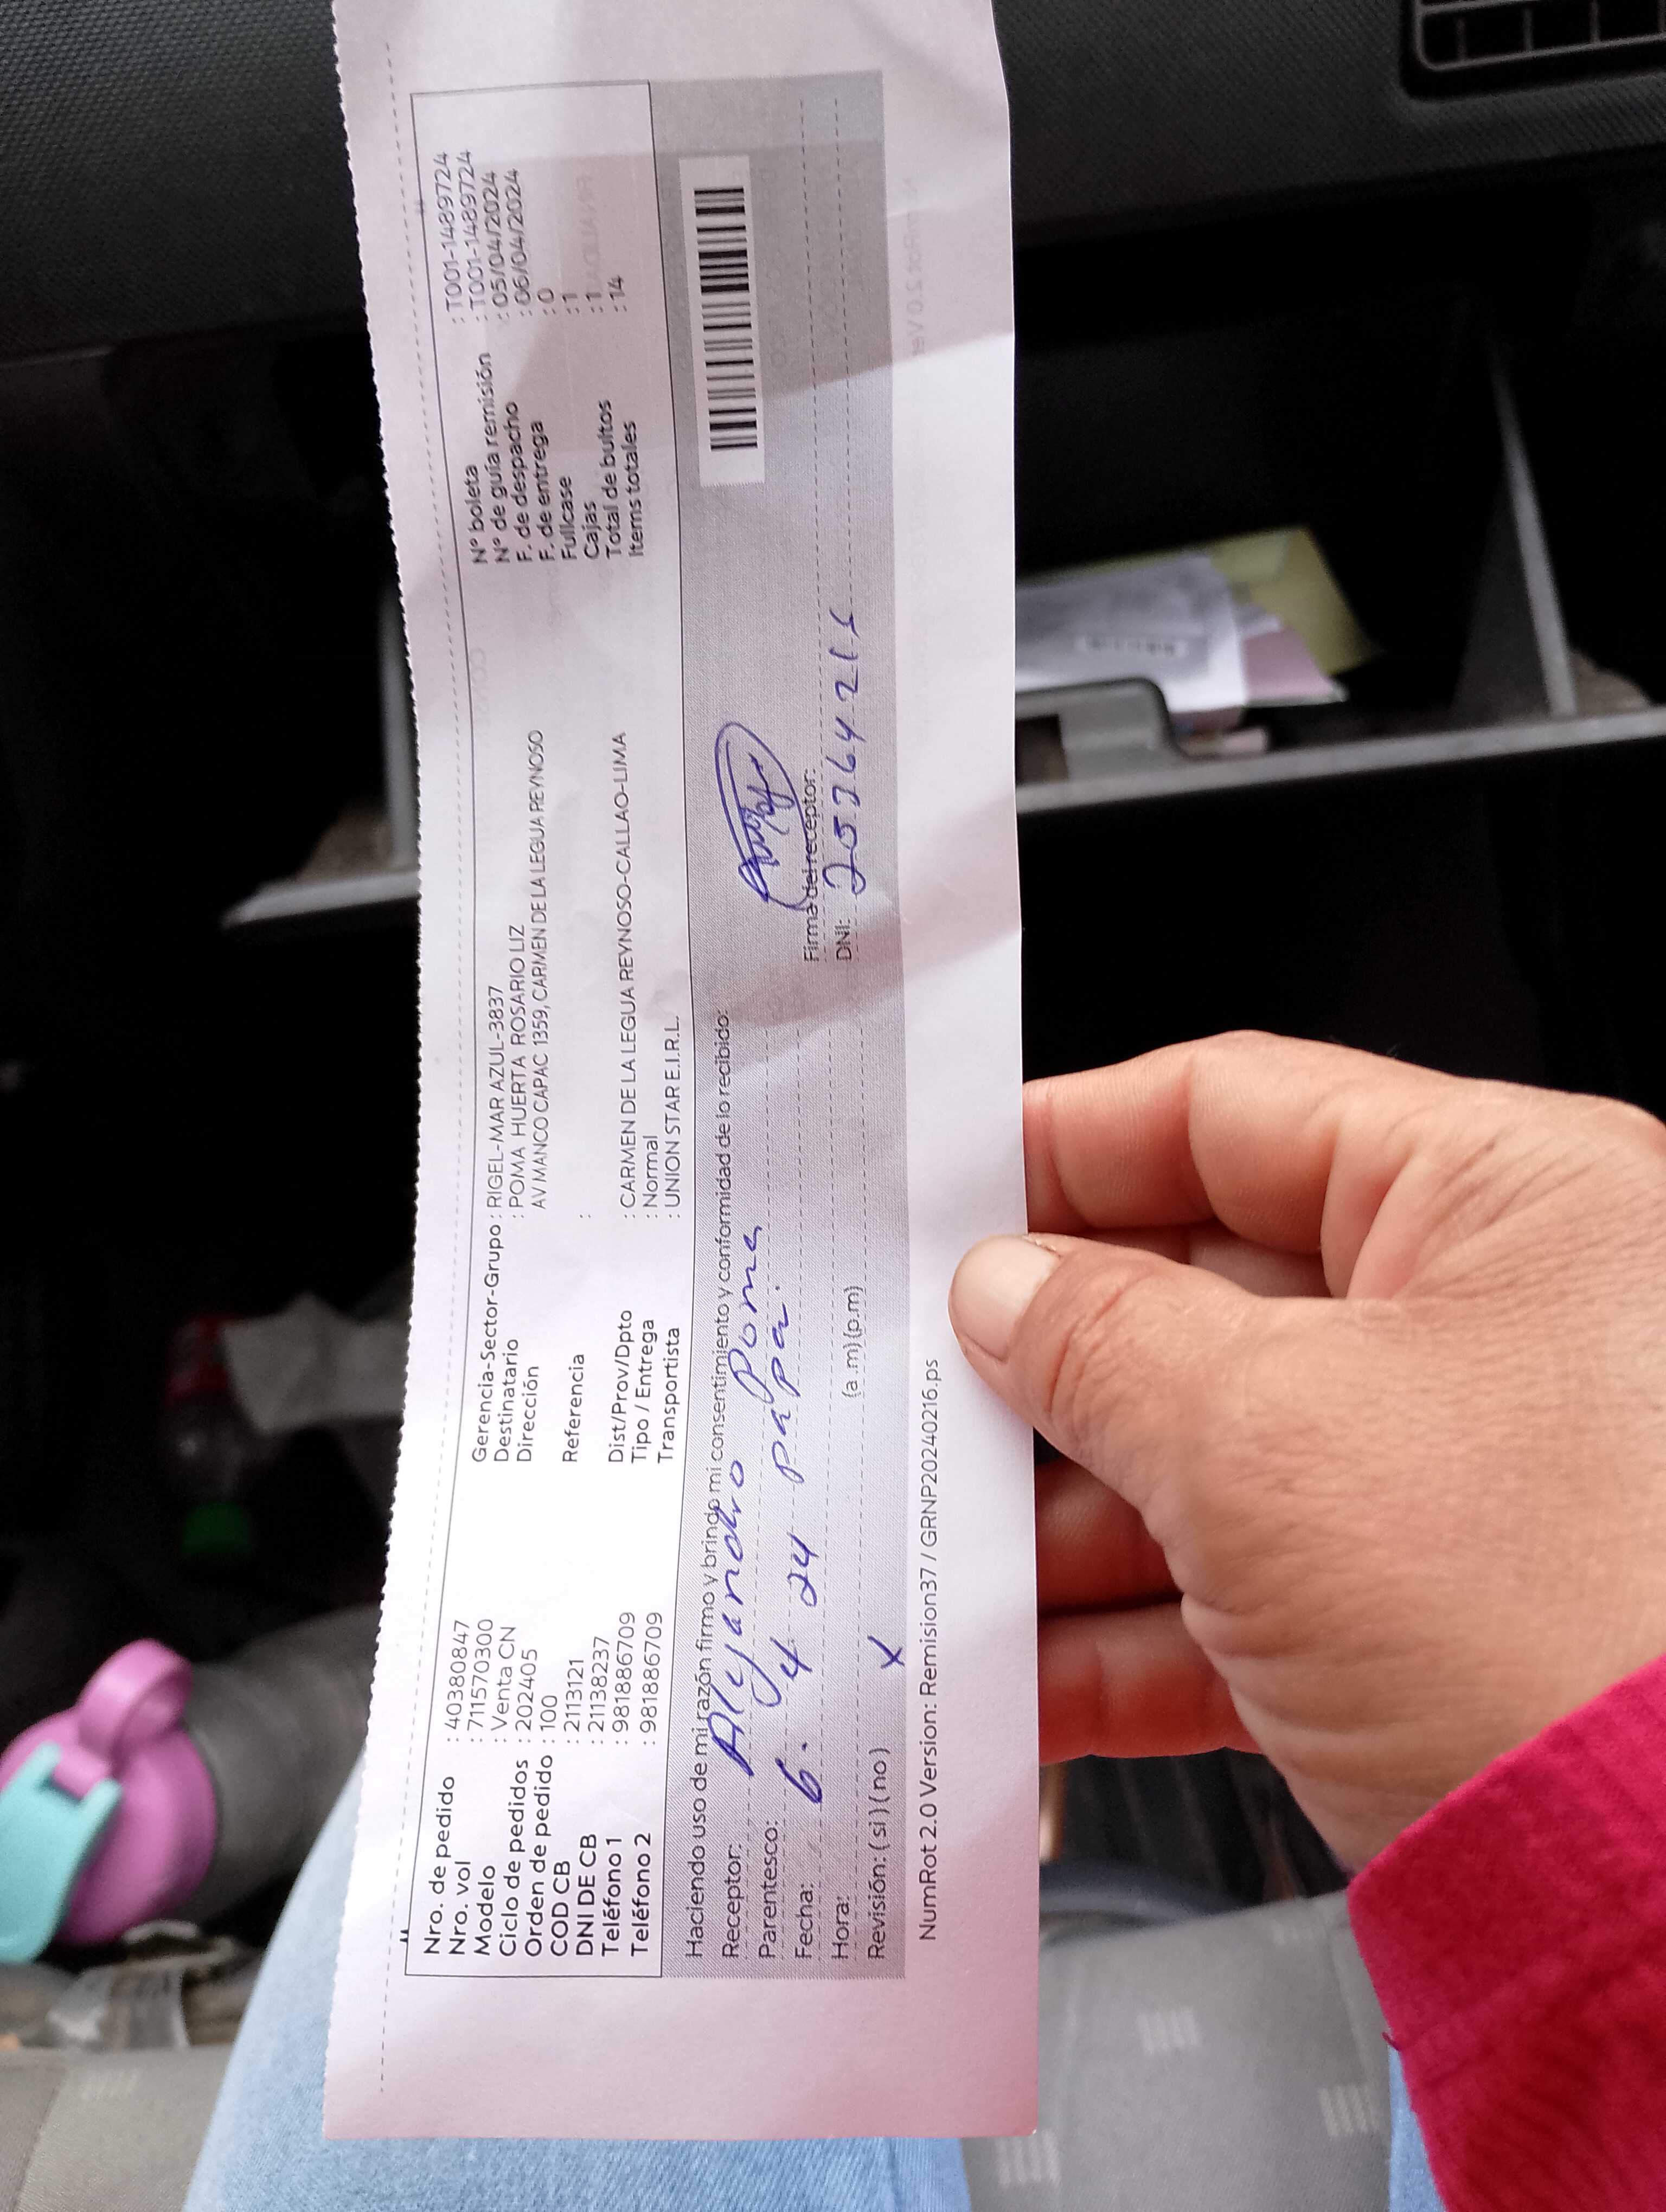 Nro. de pedido : 40380847
Nro. vol : 711570300
Modelo : Venta CN
Ciclo de pedidos : 202405
Orden de pedido : 100
COD CB : 2113121
DNI DE CB : 21138237
Teléfono 1 : 981886709
Teléfono 2 : 981886709
Gerencia-Sector-Grupo : RIGEL-MAR AZUL-3837
Destinatario : POMA HUERTA ROSARIO LIZ
Dirección AV MANCO CAPAC 1359, CARMEN DE LA LEGUA REYNOSO
Referencia :
Dist/Prov/Dpto : CARMEN DE LA LEGUA REYNOSO-CALLAO-LIMA
Tipo / Entrega : Normal
Transportista : UNION STAR E.I.R.L.
N° boleta : T001-1489724
N° de guía remisión : T001-1489724
F. de despacho : 05/04/2024
F. de entrega : 06/04/2024
Fullcase : 0
Cajas : 1
Total de bultos : 1
Items totales : 14
Haciendo uso de mi razón firmo y brindo mi consentimiento y conformidad de lo recibido:
Receptor: Alejandro Poma
Parentesco: papa.
Fecha: 6. 4 24
Hora: (a.m) (p.m)
Revisión: (si) (no) X
Firma del receptor:
DNI:
NumRot 2.0 Version: Remision37 / GRNP20240216.ps